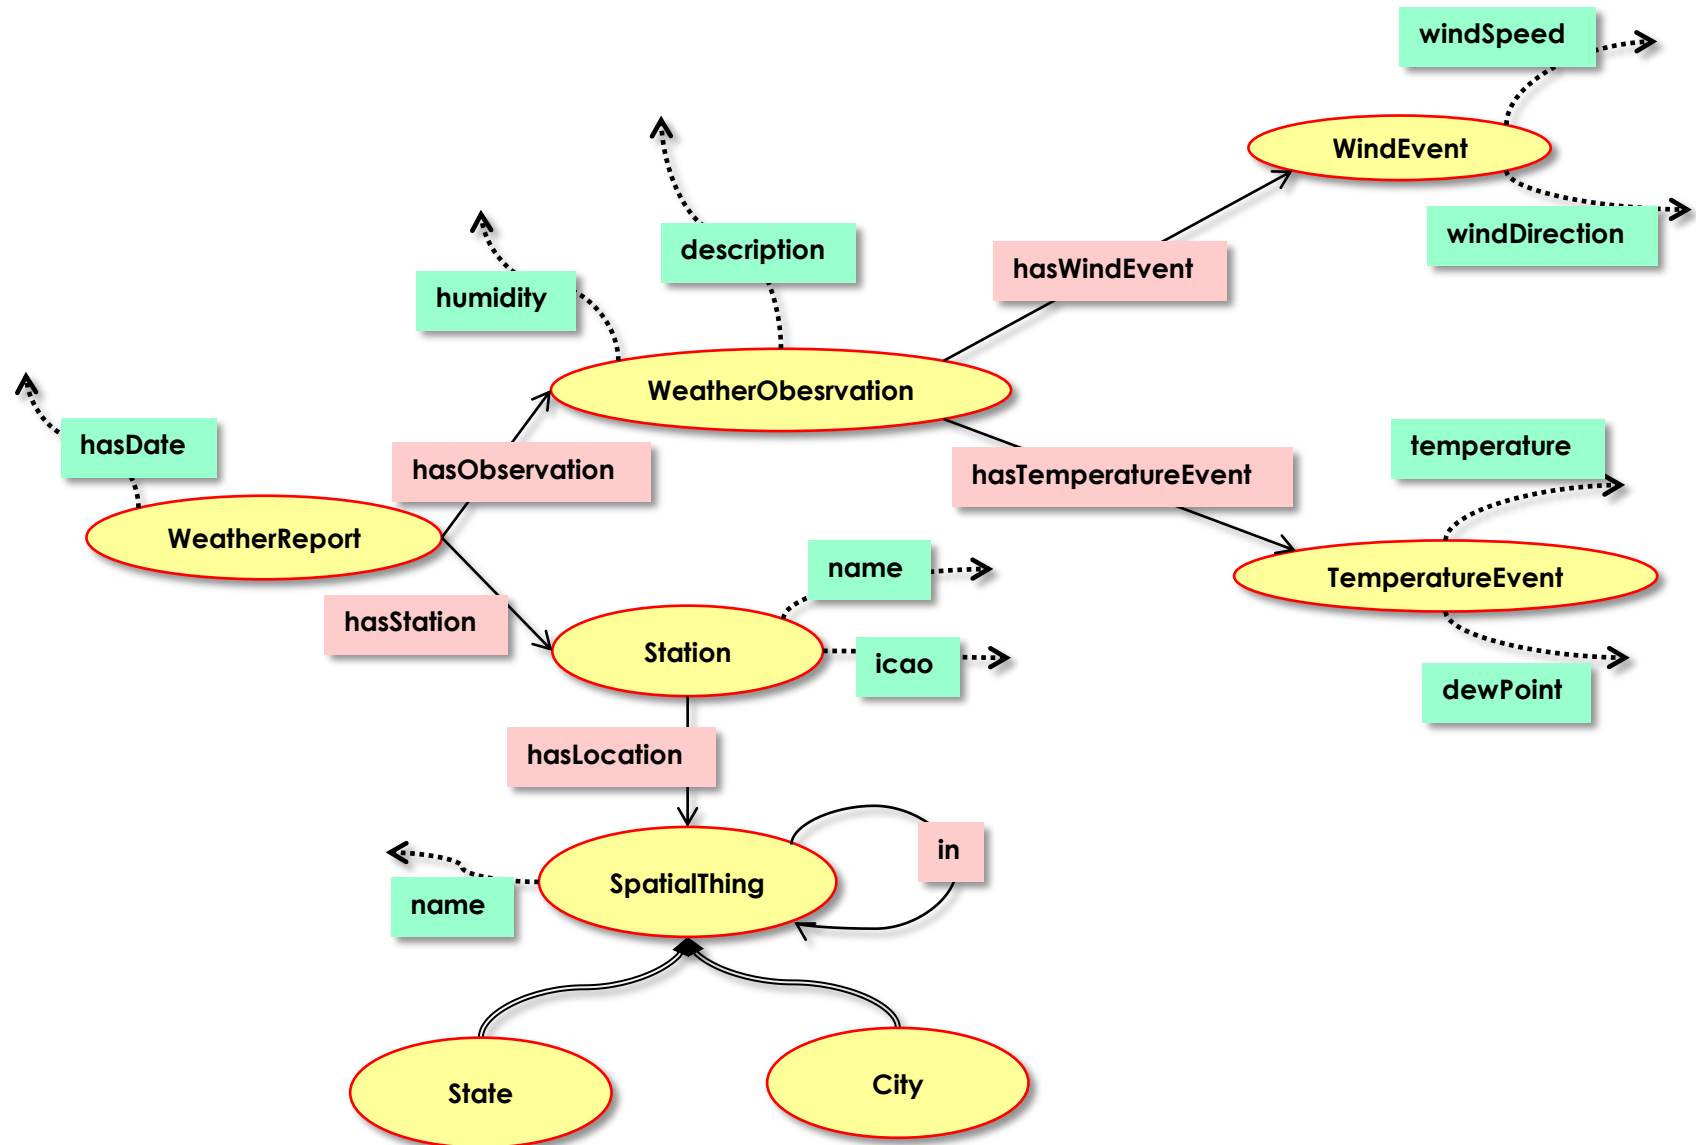 windSpeed
WindEvent
windDirection
description
hasWindEvent
humidity
WeatherObesrvation
hasDate
hasObservation
hasTemperatureEvent
temperature
WeatherReport
name
TemperatureEvent
hasStation
Station
icao
dewPoint
hasLocation
in
SpatialThing
name
State
City